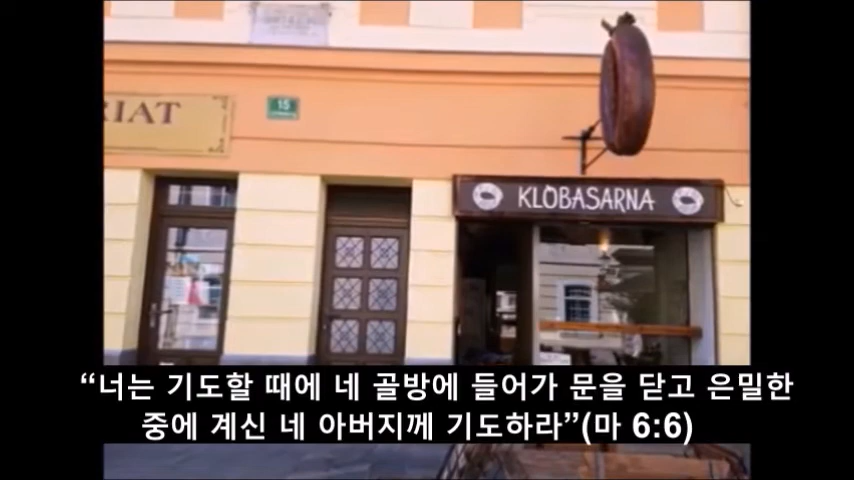 RIAT
15
KLOBASARNA
“너는 기도할 때에 네 골방에 들어가 문을 닫고 은밀한
중에 계신 네 아버지께 기도하라”(마 6:6)